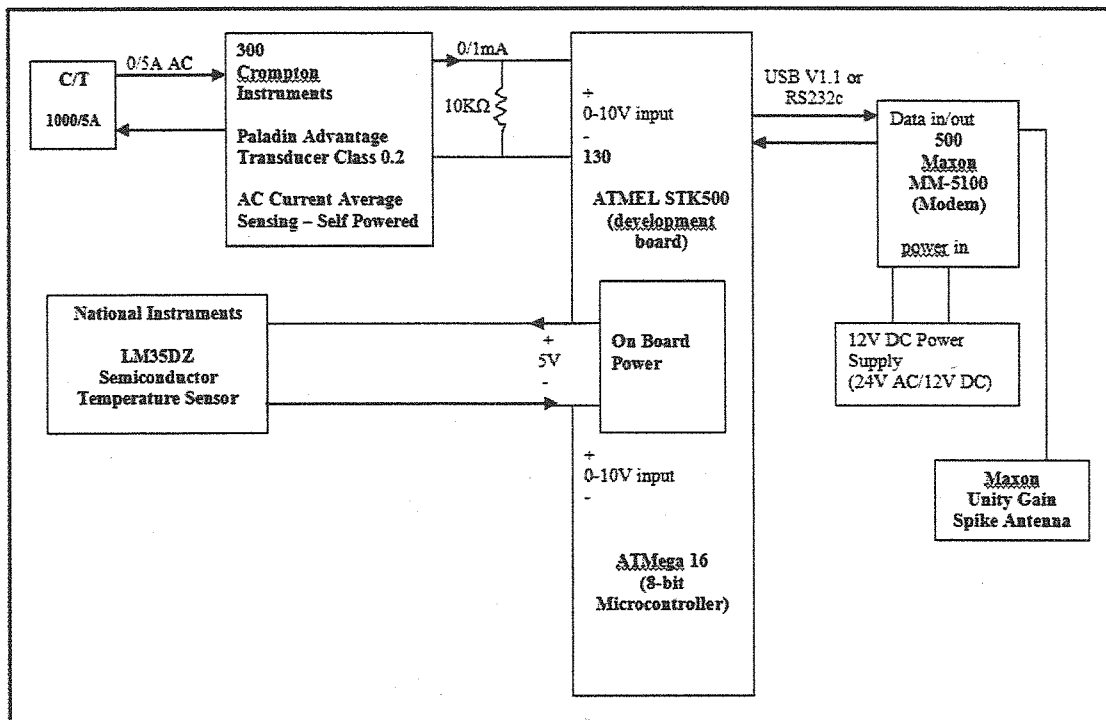 C/T
1000/5A
0/5A AC
300
Crompton
Instruments
Paladin Advantage
Transducer Class 0.2
AC Current Average
Sensing – Self Powered
0/1mA
10KΩ
÷
0-10V input
-
130
ATMEL STK500
(development
board)
USB V1.1 or
RS232c
Data in/out
500
Maxon
MM-5100
(Modem)
power in
12V DC Power
Supply
(24V AC/12V DC)
Maxon
Unity Gain
Spike Antenna
National Instruments
LM35DZ
Semiconductor
Temperature Sensor
+
5V
-
On Board
Power
÷
0-10V input
-
ATMega 16
(8-bit
Microcontroller)